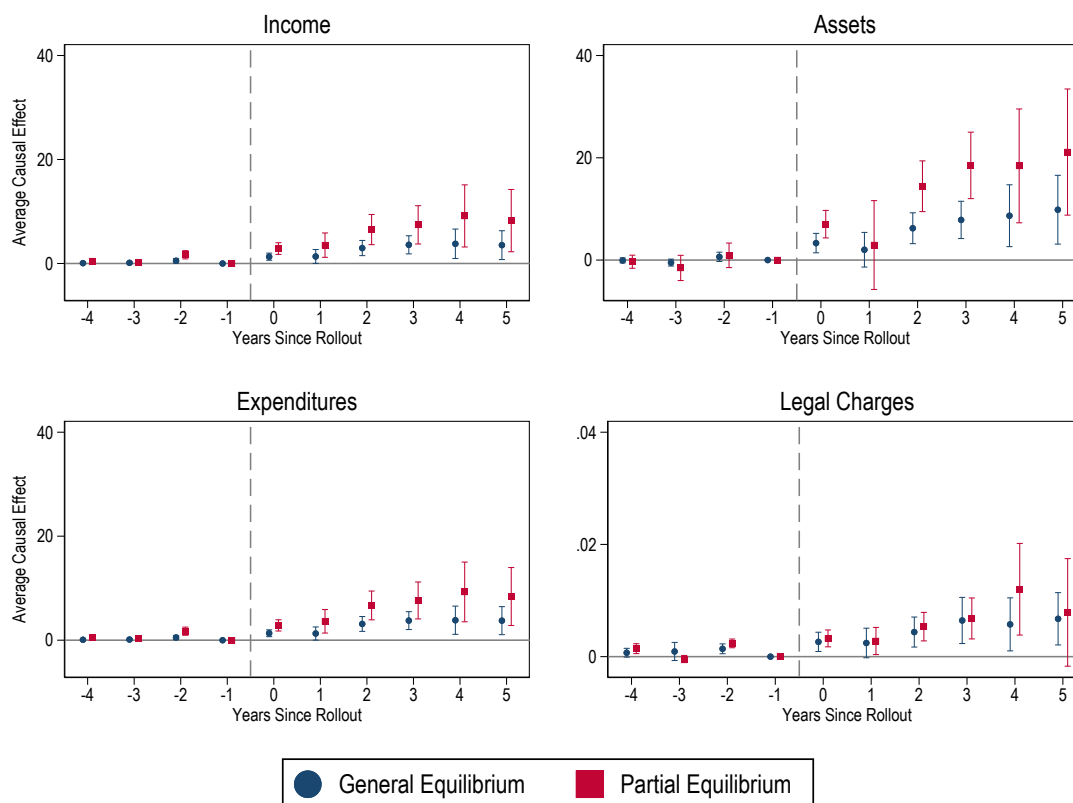 Income
Average Causal Effect
40
20
0
-4 -3 -2 -1 0 1 2 3 4 5
Years Since Rollout
Assets
40
20
0
-4 -3 -2 -1 0 1 2 3 4 5
Years Since Rollout
Expenditures
Average Causal Effect
40
20
0
-4 -3 -2 -1 0 1 2 3 4 5
Years Since Rollout
Legal Charges
.04
.02
0
-4 -3 -2 -1 0 1 2 3 4 5
Years Since Rollout
General Equilibrium Partial Equilibrium